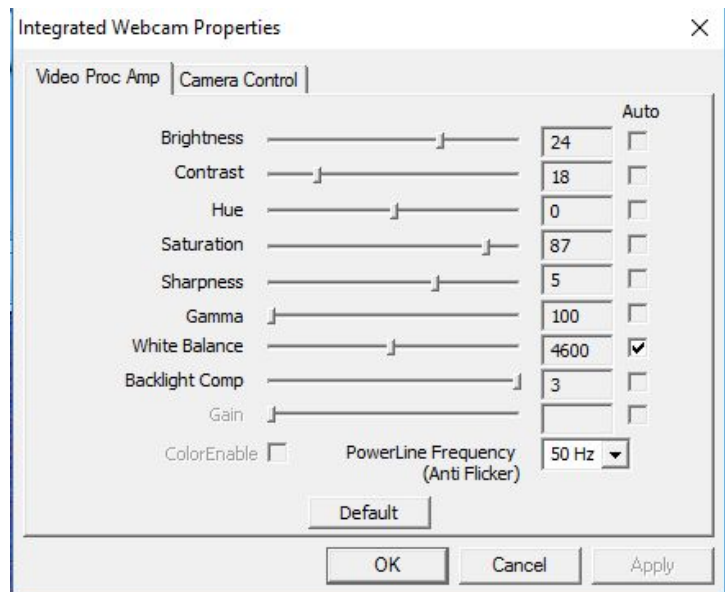 Integrated Webcam Properties
Video Proc Amp Camera Control
Auto
Brightness 24
Contrast 18
Hue 0
Saturation 87
Sharpness 5
Gamma 100
White Balance 4600
Backlight Comp 3
Gain
ColorEnable PowerLine Frequency 50 Hz
(Anti Flicker)
Default
OK Cancel Apply